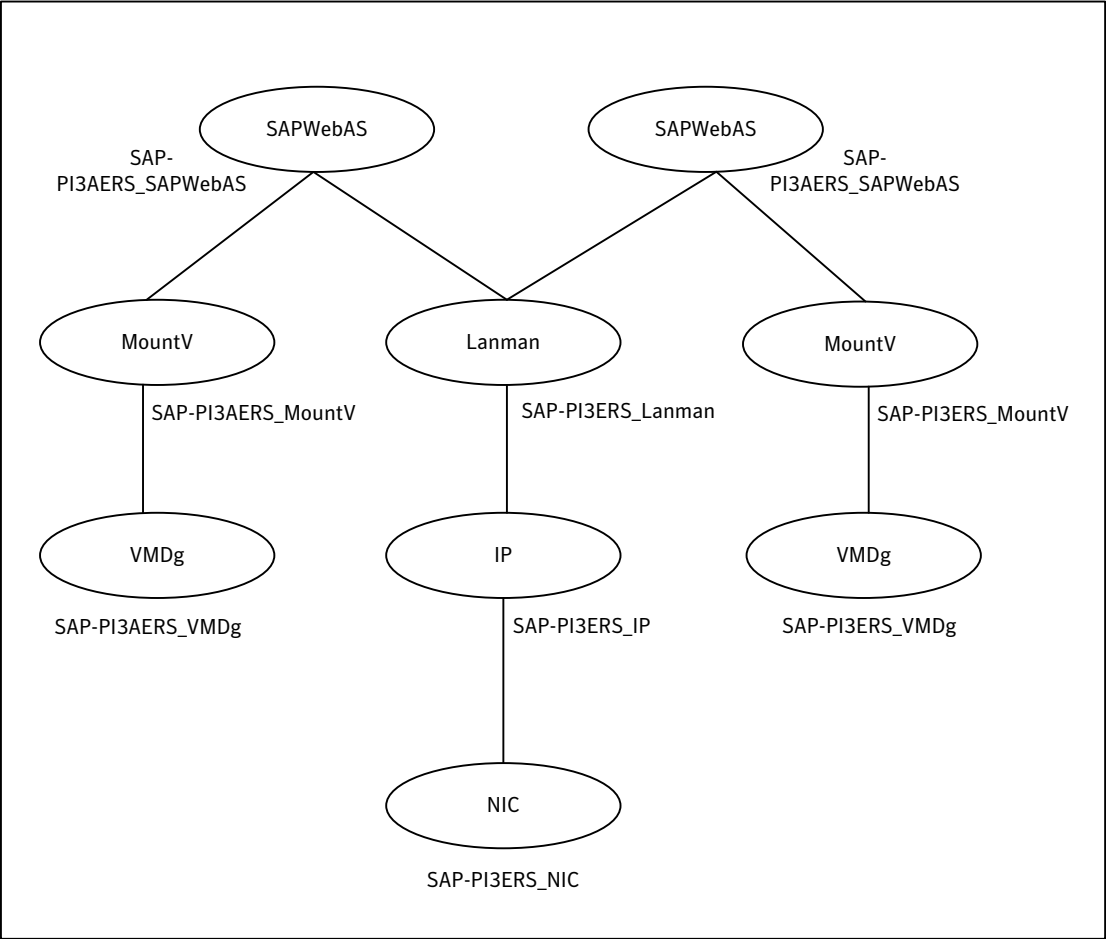 SAPWebAS
SAPWebAS
SAP-
PI3AERS_SAPWebAS
SAP-
PI3AERS_SAPWebAS
MountV
Lanman
MountV
SAP-PI3AERS_MountV
SAP-PI3ERS_Lanman
SAP-PI3ERS_MountV
VMDg
IP
VMDg
SAP-PI3AERS_VMDg
SAP-PI3ERS_IP
SAP-PI3ERS_VMDg
NIC
SAP-PI3ERS_NIC